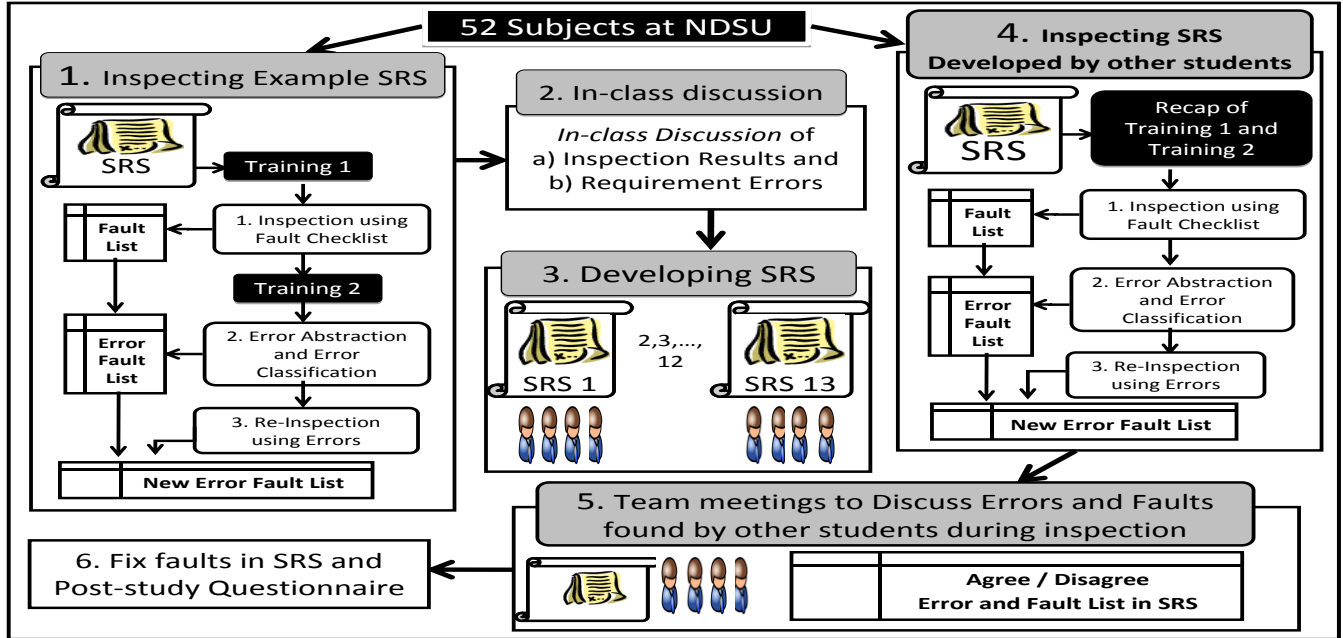 52 Subjects at NDSU
1. Inspecting Example SRS
SRS
Training 1
1. Inspection using
Fault Checklist
Fault
List
Training 2
2. Error Abstraction
and Error
Classification
Error
Fault
List
3. Re-Inspection
using Errors
New Error Fault List
2. In-class discussion
In-class Discussion of
a) Inspection Results and
b) Requirement Errors
3. Developing SRS
SRS 1
2,3,...,
12
SRS 13
4. Inspecting SRS
Developed by other students
SRS
Recap of
Training 1 and
Training 2
1. Inspection using
Fault Checklist
Fault
List
2. Error Abstraction
and Error
Classification
Error
Fault
List
3. Re-Inspection
using Errors
New Error Fault List
5. Team meetings to Discuss Errors and Faults
found by other students during inspection
Agree / Disagree
Error and Fault List in SRS
6. Fix faults in SRS and
Post-study Questionnaire